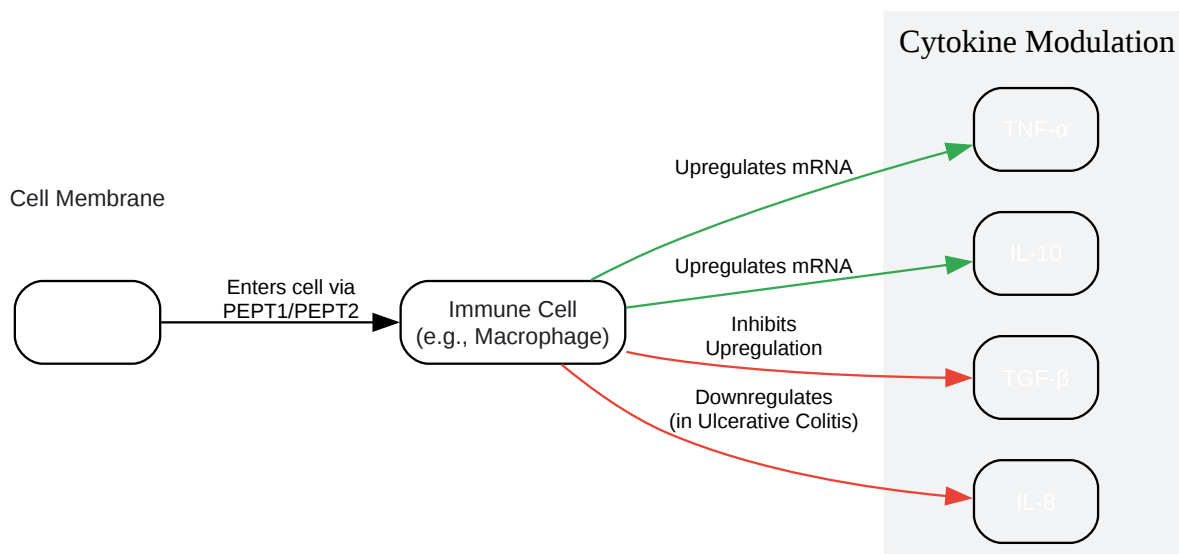 Cytokine Modulation
TNF-α
Upregulates mRNA
Cell Membrane
IL-10
Upregulates mRNA
Enters cell via
PEPT1/PEPT2
Immune Cell
(e.g., Macrophage)
Inhibits
Upregulation
TGF-β
Downregulates
(in Ulcerative Colitis)
IL-8